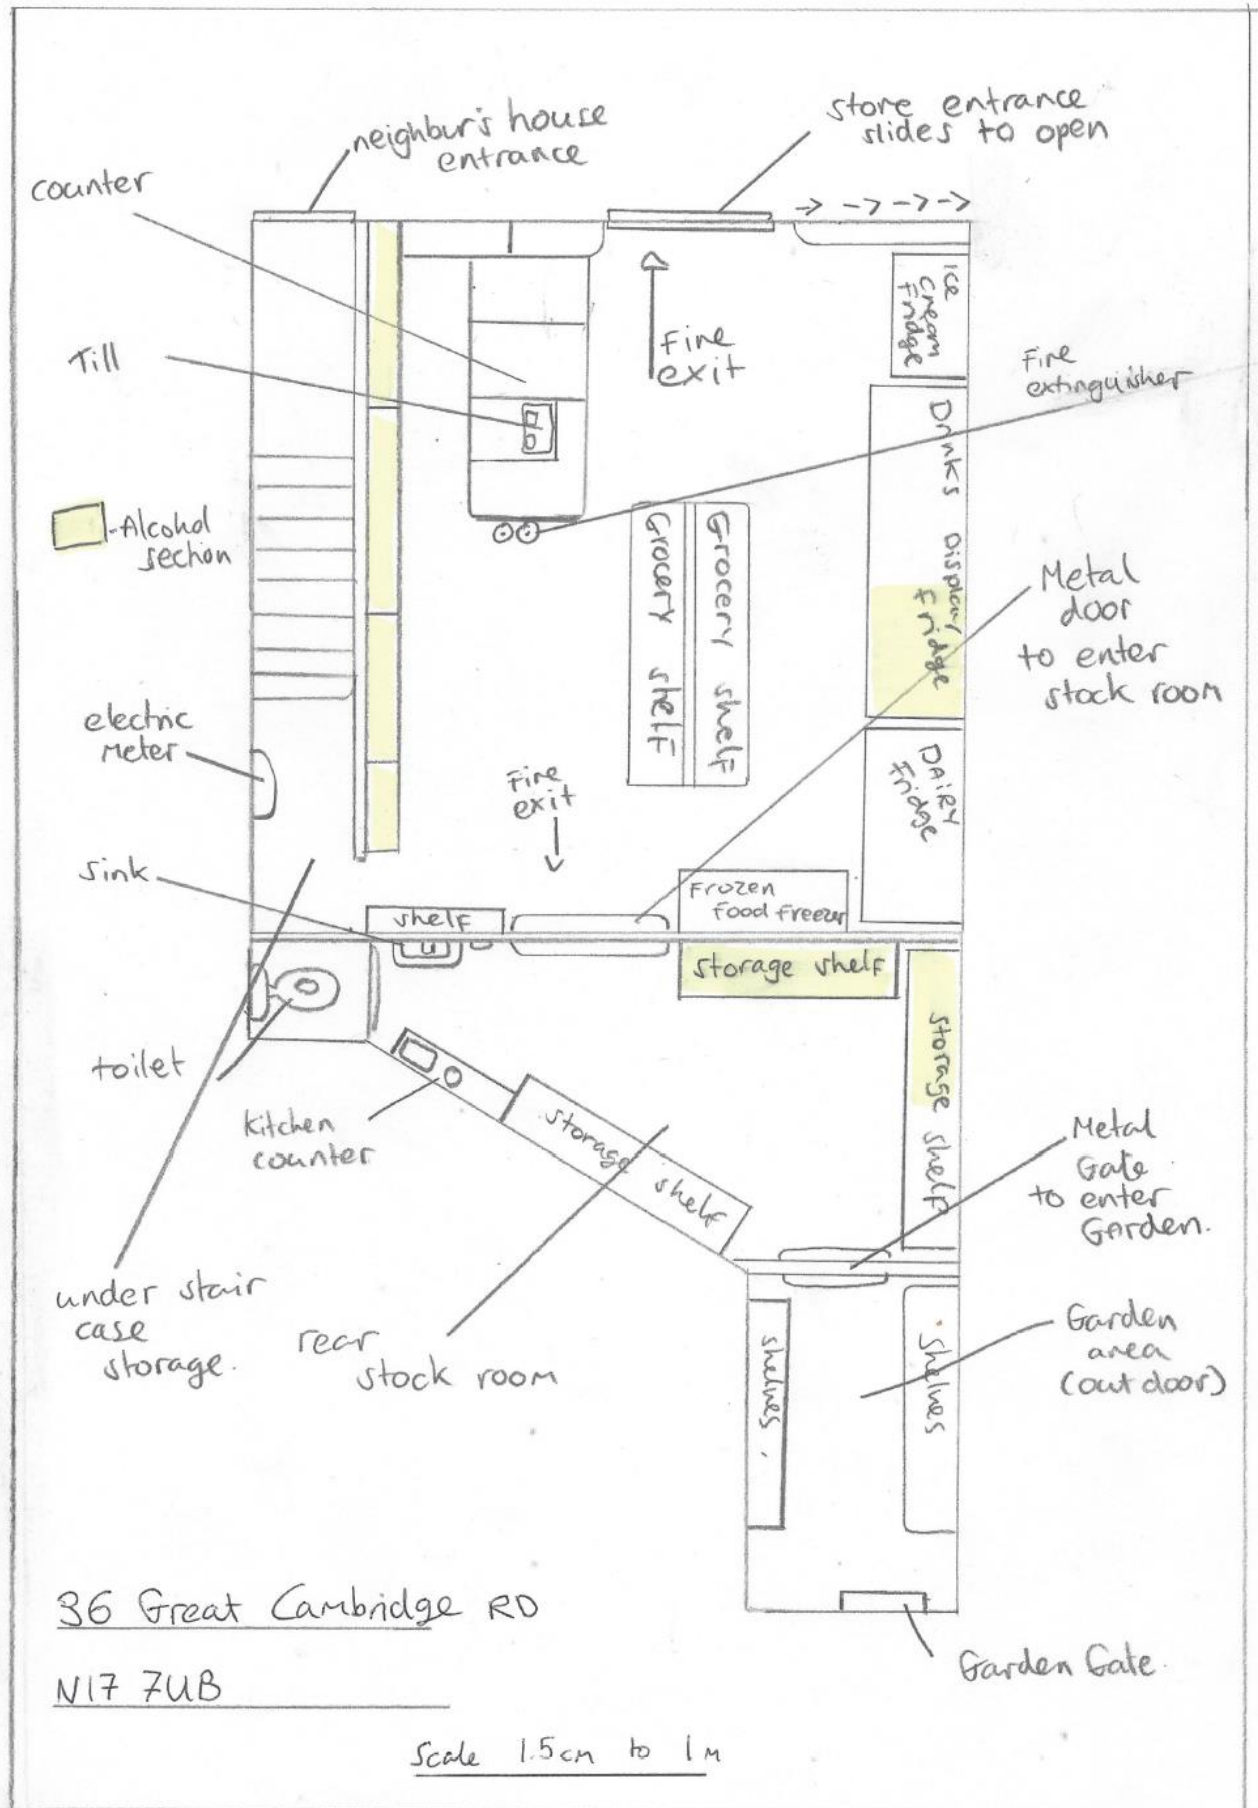 neighbur's house
entrance
store entrance
slides to open
counter
→ → → →
Ice
cream
Fridge
Till
Fire
exit
Fire
extinguisher
Drinks Display
Fridge
-Alcohol
section
Grocery shelf
Grocery shelf
Metal
door
to enter
stock room
electric
meter
Fire
exit
DAIRY
Fridge
sink
shelf
Frozen
Food Freezer
storage shelf
storage shelf
toilet
kitchen
counter
storage shelf
Metal
Gate
to enter
Garden.
under stair
case
storage.
rear
stock room
shelves.
shelves
Garden
area
(out door)
36 Great Cambridge RD
N17 7UB
Garden Gate.
Scale 1.5cm to 1m